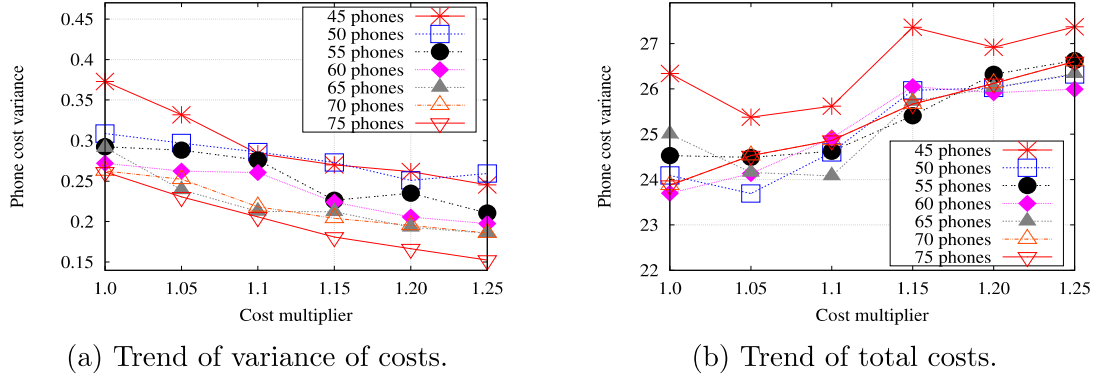 0.45
0.4
0.35
0.3
0.25
0.2
0.15
Phone cost variance
45 phones
50 phones
55 phones
60 phones
65 phones
70 phones
75 phones
1.0 1.05 1.1 1.15 1.20 1.25
Cost multiplier
(a) Trend of variance of costs.
27
26
25
24
23
22
Phone cost variance
45 phones
50 phones
55 phones
60 phones
65 phones
70 phones
75 phones
1.0 1.05 1.1 1.15 1.20 1.25
Cost multiplier
(b) Trend of total costs.